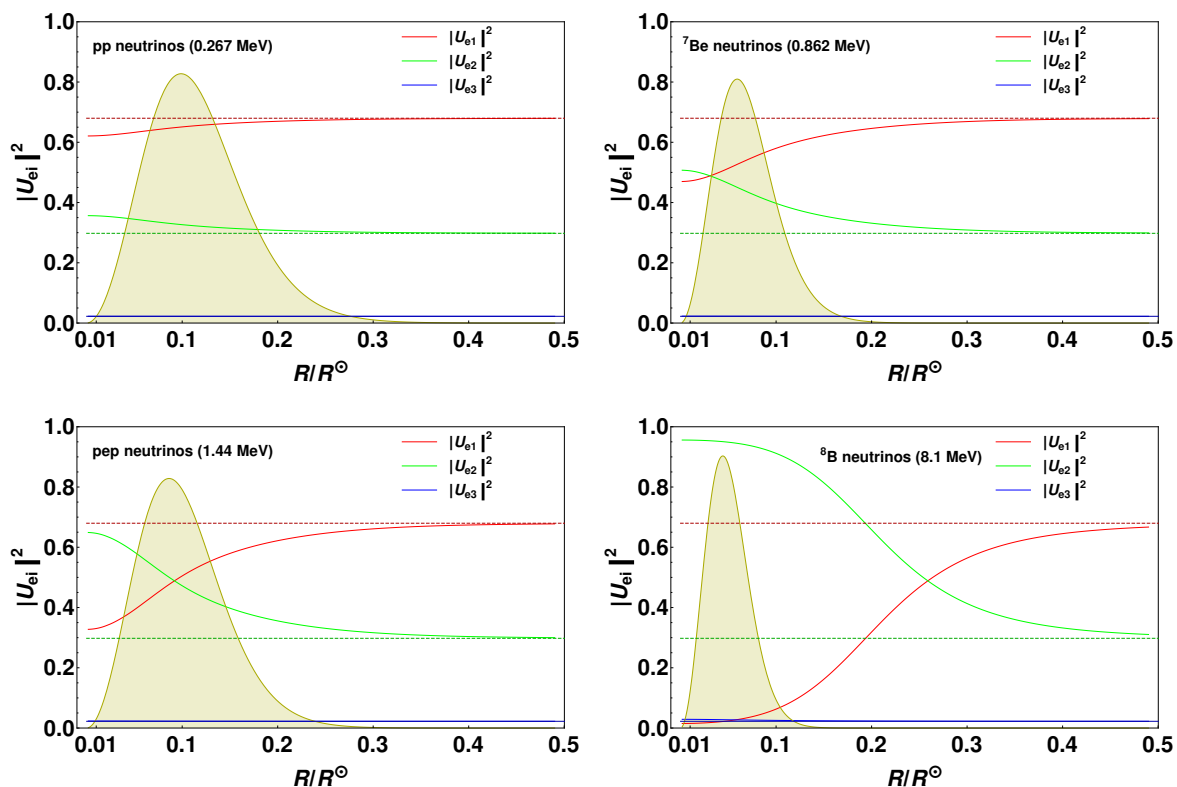 pp neutrinos (0.267 MeV)
|Ue1|²
|Ue2|²
|Ue3|²
1.0
0.8
0.6
0.4
0.2
0.0
|Uei|²
0.01 0.1 0.2 0.3 0.4 0.5
R/R⊙
⁷Be neutrinos (0.862 MeV)
|Ue1|²
|Ue2|²
|Ue3|²
1.0
0.8
0.6
0.4
0.2
0.0
|Uei|²
0.01 0.1 0.2 0.3 0.4 0.5
R/R⊙
pep neutrinos (1.44 MeV)
|Ue1|²
|Ue2|²
|Ue3|²
1.0
0.8
0.6
0.4
0.2
0.0
|Uei|²
0.01 0.1 0.2 0.3 0.4 0.5
R/R⊙
⁸B neutrinos (8.1 MeV)
|Ue1|²
|Ue2|²
|Ue3|²
1.0
0.8
0.6
0.4
0.2
0.0
|Uei|²
0.01 0.1 0.2 0.3 0.4 0.5
R/R⊙